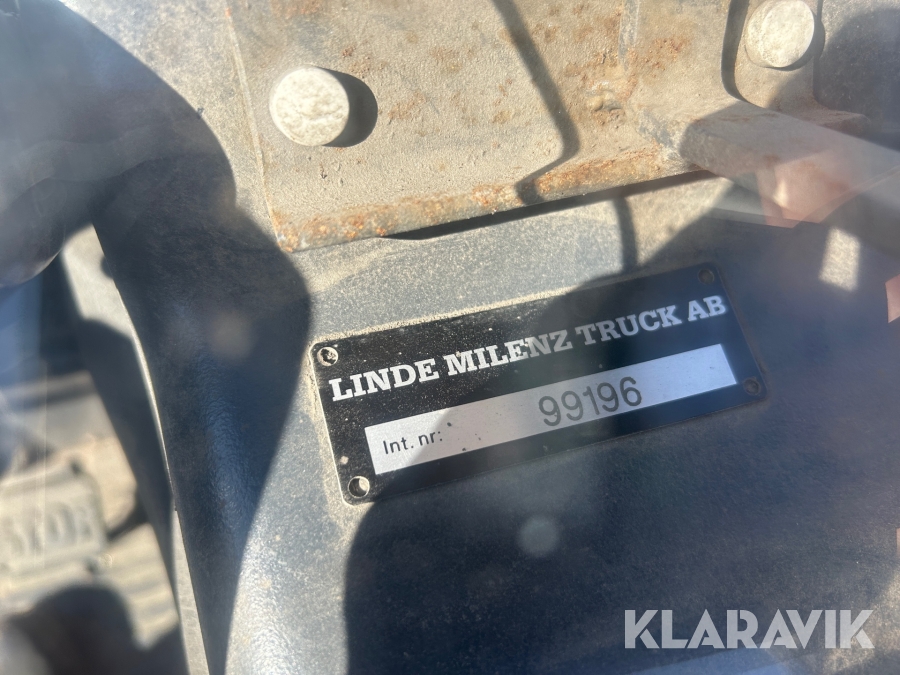 LINDE MILENZ TRUCK AB
Int. nr: 99196
KLARAVIK